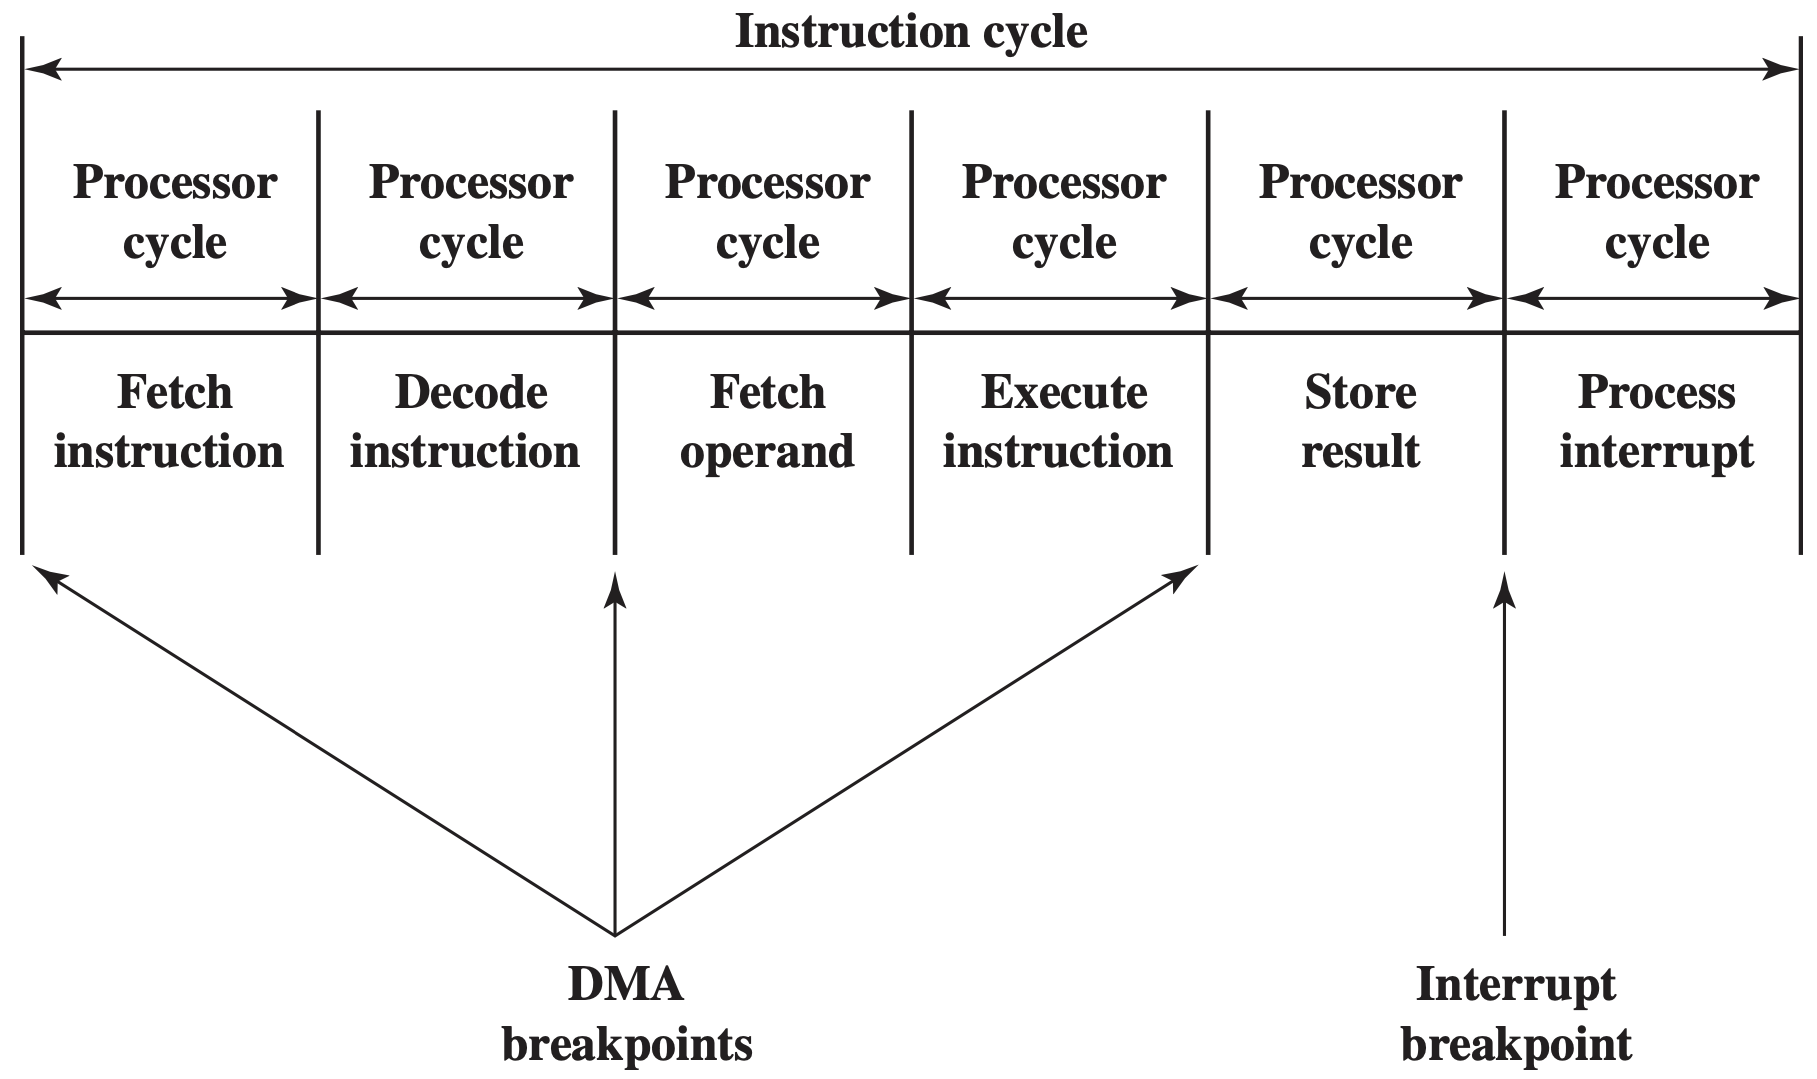 Instruction cycle
Processor Processor Processor Processor Processor Processor
cycle cycle cycle cycle cycle cycle
Fetch Decode Fetch Execute Store Process
instruction instruction operand instruction result interrupt
DMA Interrupt
breakpoints breakpoint